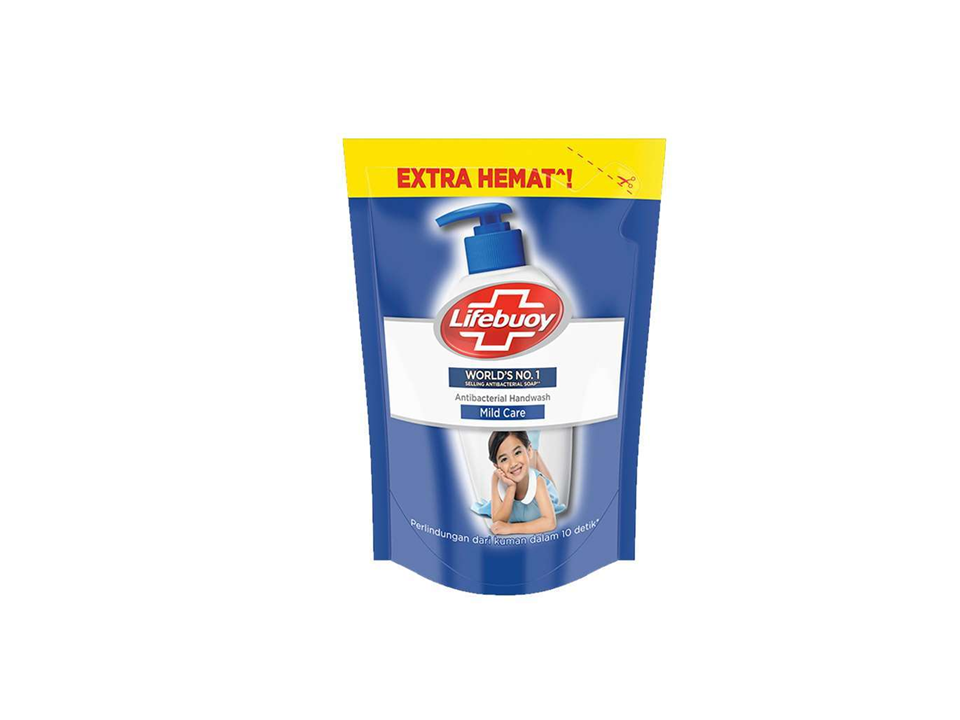 EXTRA HEMAT^!
Lifebuoy
WORLD'S NO. 1
SELLING ANTIBACTERIAL SOAP**
Antibacterial Handwash
Mild Care
Perlindungan dari kuman dalam 10 detik*